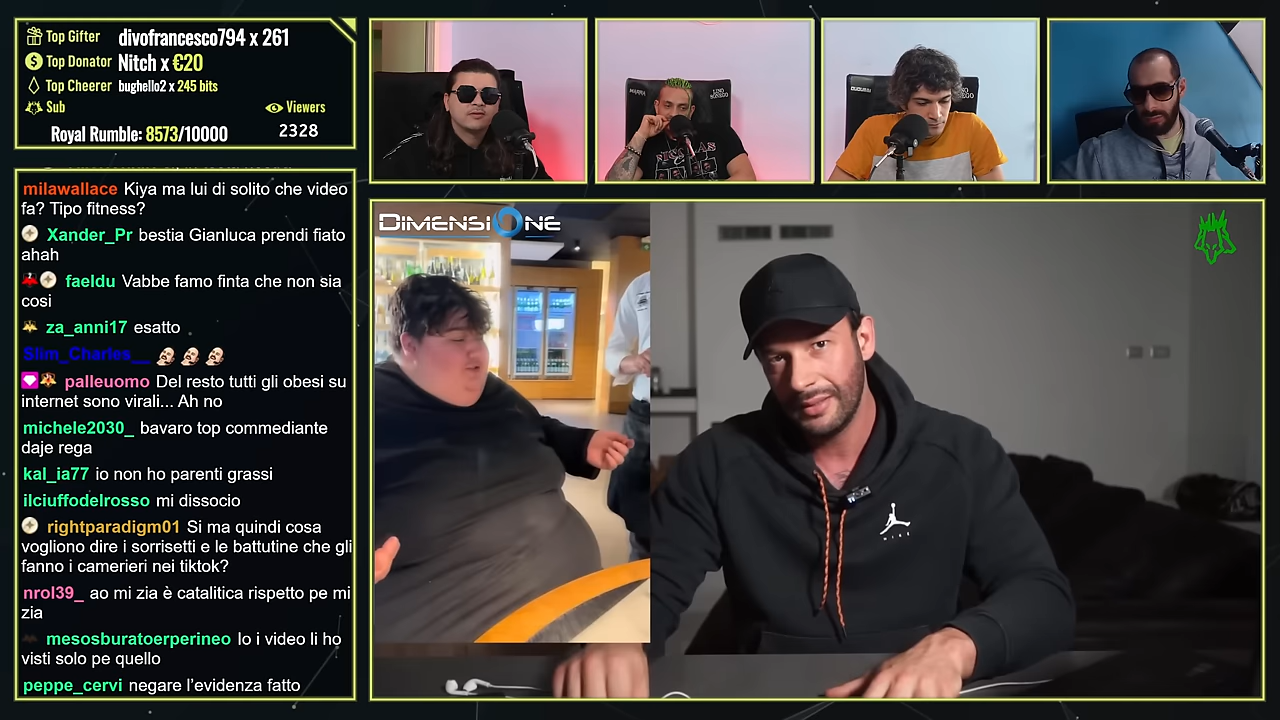 Top Gifter divofrancesco794 x 261
Top Donator Nitch x €20
Top Cheerer bughello2 x 245 bits
Sub
Viewers
Royal Rumble: 8573/10000
2328
milawallace Kiya ma lui di solito che video
fa? Tipo fitness?
Xander_Pr bestia Gianluca prendi fiato
ahah
faeldu Vabbe famo finta che non sia
cosi
za_anni17 esatto
Slim_Charles__
palleuomo Del resto tutti gli obesi su
internet sono virali... Ah no
michele2030_ bavaro top commediante
daje rega
kal_ia77 io non ho parenti grassi
ilciuffodelrosso mi dissocio
rightparadigm01 Si ma quindi cosa
vogliono dire i sorrisetti e le battutine che gli
fanno i camerieri nei tiktok?
nrol39_ ao mi zia è catalitica rispetto pe mi
zia
mesosburatoerperineo Io i video li ho
visti solo pe quello
peppe_cervi negare l'evidenza fatto
DIMENSIONE